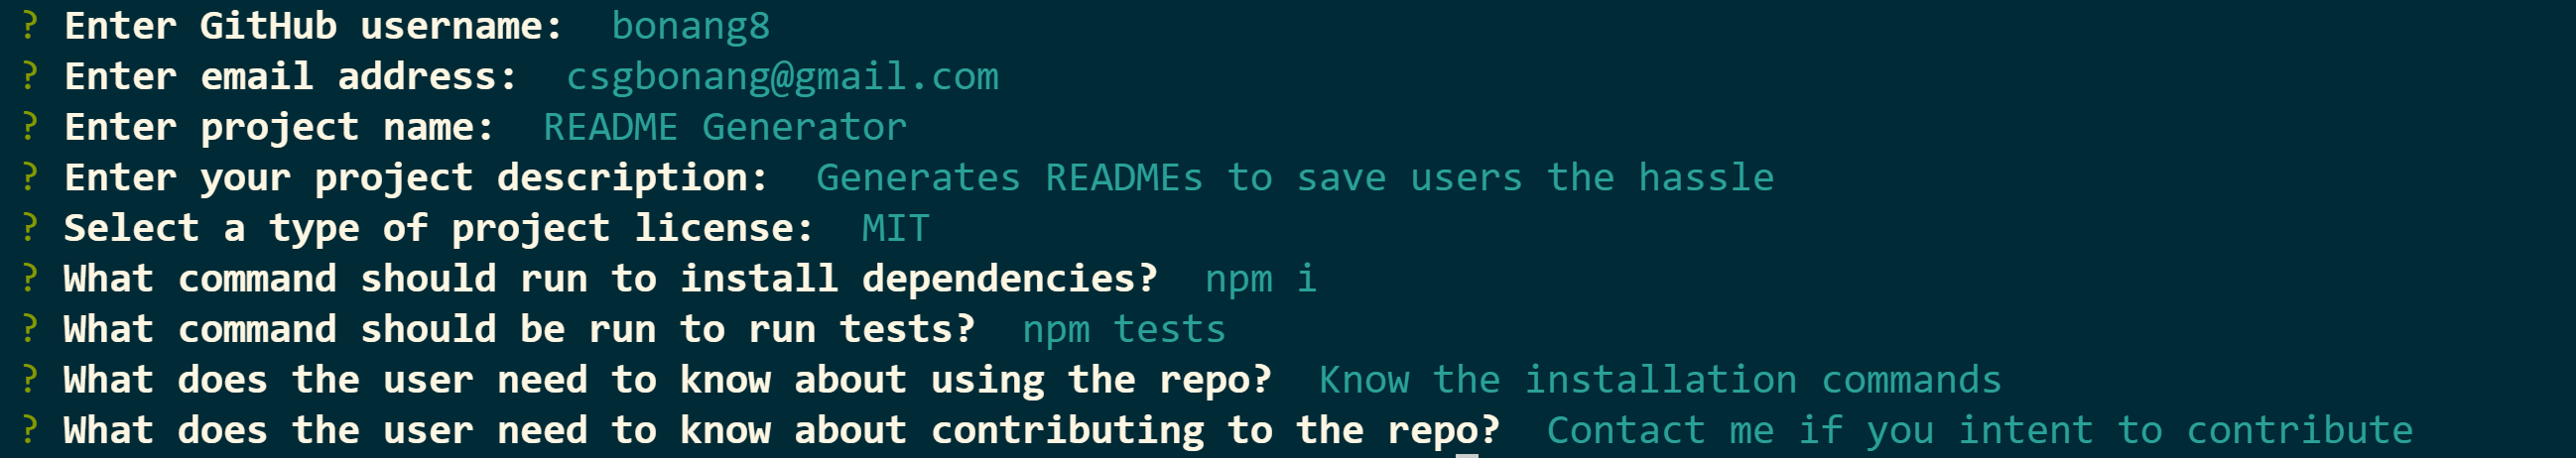 ? Enter GitHub username:  bonang8
? Enter email address:  csgbonang@gmail.com
? Enter project name:  README Generator
? Enter your project description:  Generates READMEs to save users the hassle
? Select a type of project license:  MIT
? What command should run to install dependencies?  npm i
? What command should be run to run tests?  npm tests
? What does the user need to know about using the repo?  Know the installation commands
? What does the user need to know about contributing to the repo?  Contact me if you intent to contribute